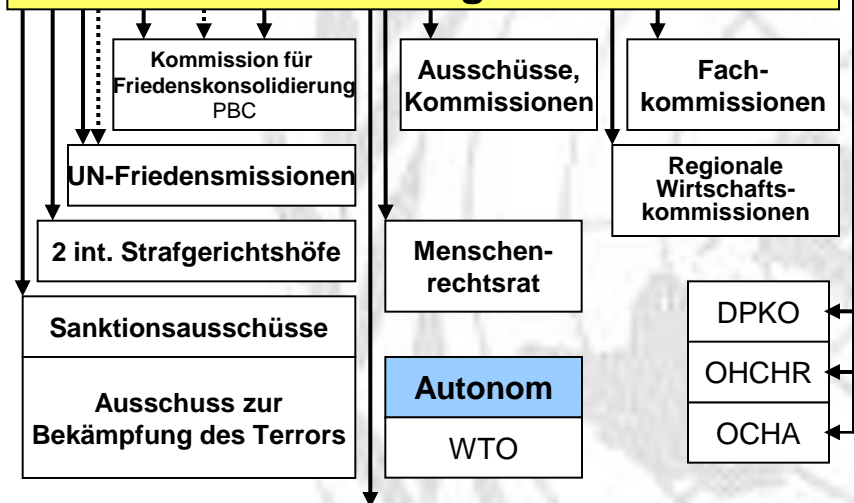 Kommission für
Friedenskonsolidierung
PBC
Ausschüsse,
Kommissionen
Fach-
kommissionen
UN-Friedensmissionen
Regionale
Wirtschafts-
kommissionen
2 int. Strafgerichtshöfe
Menschen-
rechtsrat
Sanktionsausschüsse
Ausschuss zur
Bekämpfung des Terrors
Autonom
WTO
DPKO
OHCHR
OCHA